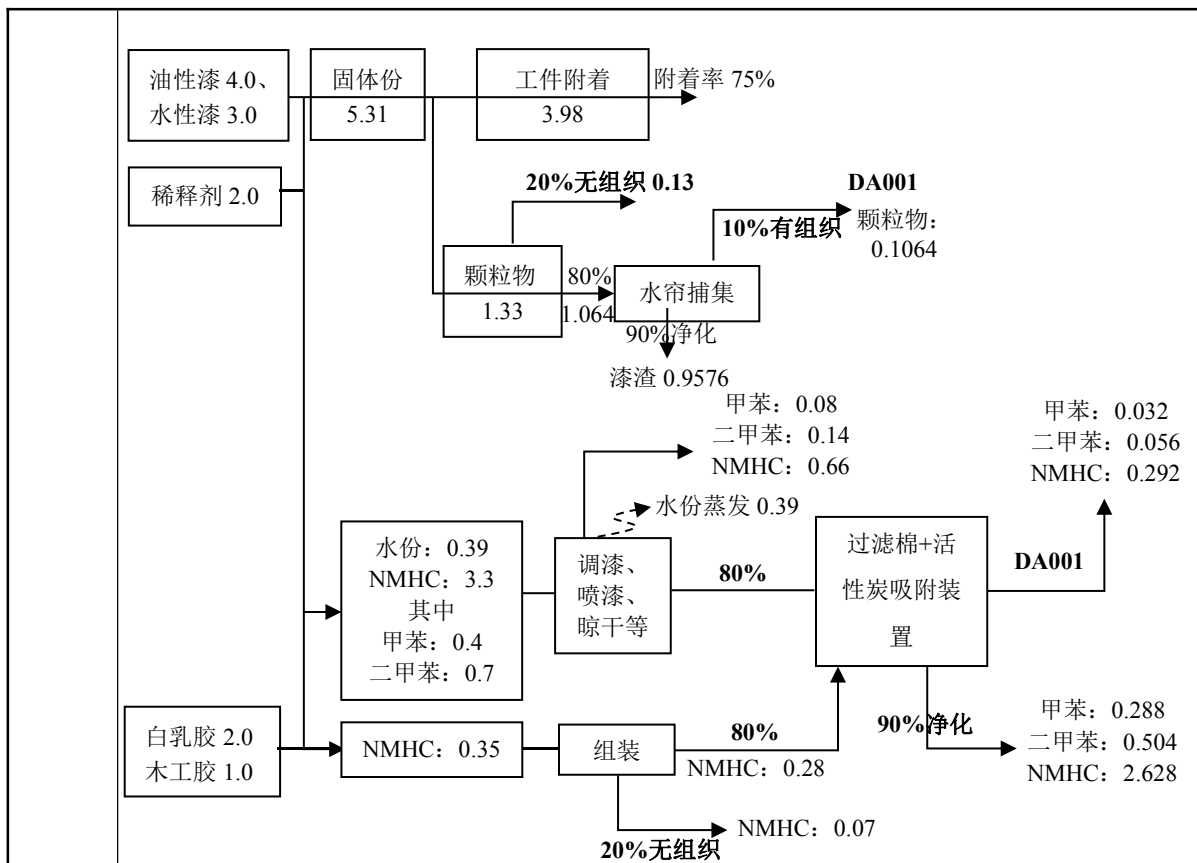 油性漆 4.0、
水性漆 3.0
固体份
5.31
工件附着
3.98
附着率 75%
稀释剂 2.0
20%无组织 0.13
DA001
10%有组织
颗粒物：
0.1064
颗粒物
1.33
80%
1.064
水帘捕集
90%净化
漆渣 0.9576
甲苯：0.08
二甲苯：0.14
NMHC：0.66
甲苯：0.032
二甲苯：0.056
NMHC：0.292
水份蒸发 0.39
水份：0.39
NMHC：3.3
其中
甲苯：0.4
二甲苯：0.7
调漆、
喷漆、
晾干等
80%
过滤棉+活
性炭吸附装
置
DA001
白乳胶 2.0
木工胶 1.0
NMHC：0.35
组装
80%
NMHC：0.28
90%净化
甲苯：0.288
二甲苯：0.504
NMHC：2.628
NMHC：0.07
20%无组织